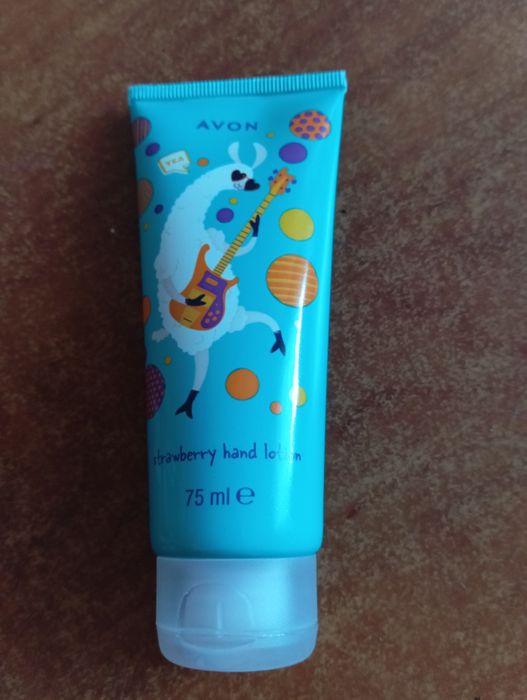 AVON
YEA
strawberry hand lotion
75 ml e